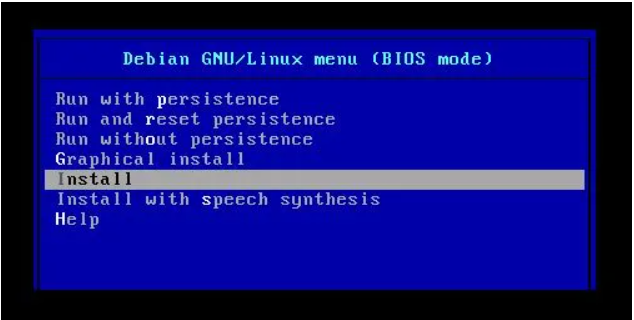 Debian GNU/Linux menu (BIOS mode)
Run with persistence
Run and reset persistence
Run without persistence
Graphical install
Install
Install with speech synthesis
Help